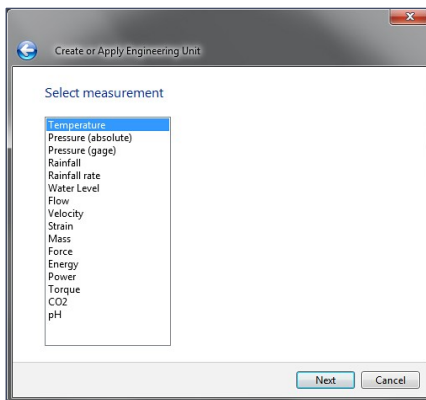 Create or Apply Engineering Unit
Select measurement
Temperature
Pressure (absolute)
Pressure (gage)
Rainfall
Rainfall rate
Water Level
Flow
Velocity
Strain
Mass
Force
Energy
Power
Torque
CO2
pH
Next
Cancel